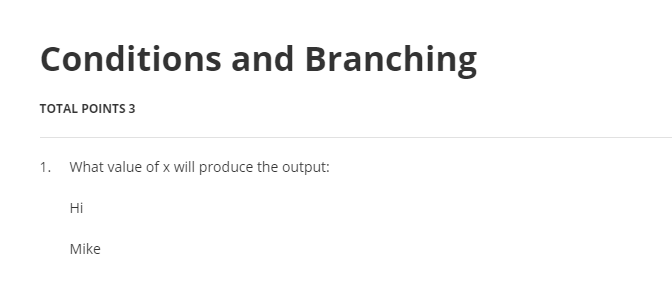 Conditions and Branching
TOTAL POINTS 3
1. What value of x will produce the output:
Hi
Mike